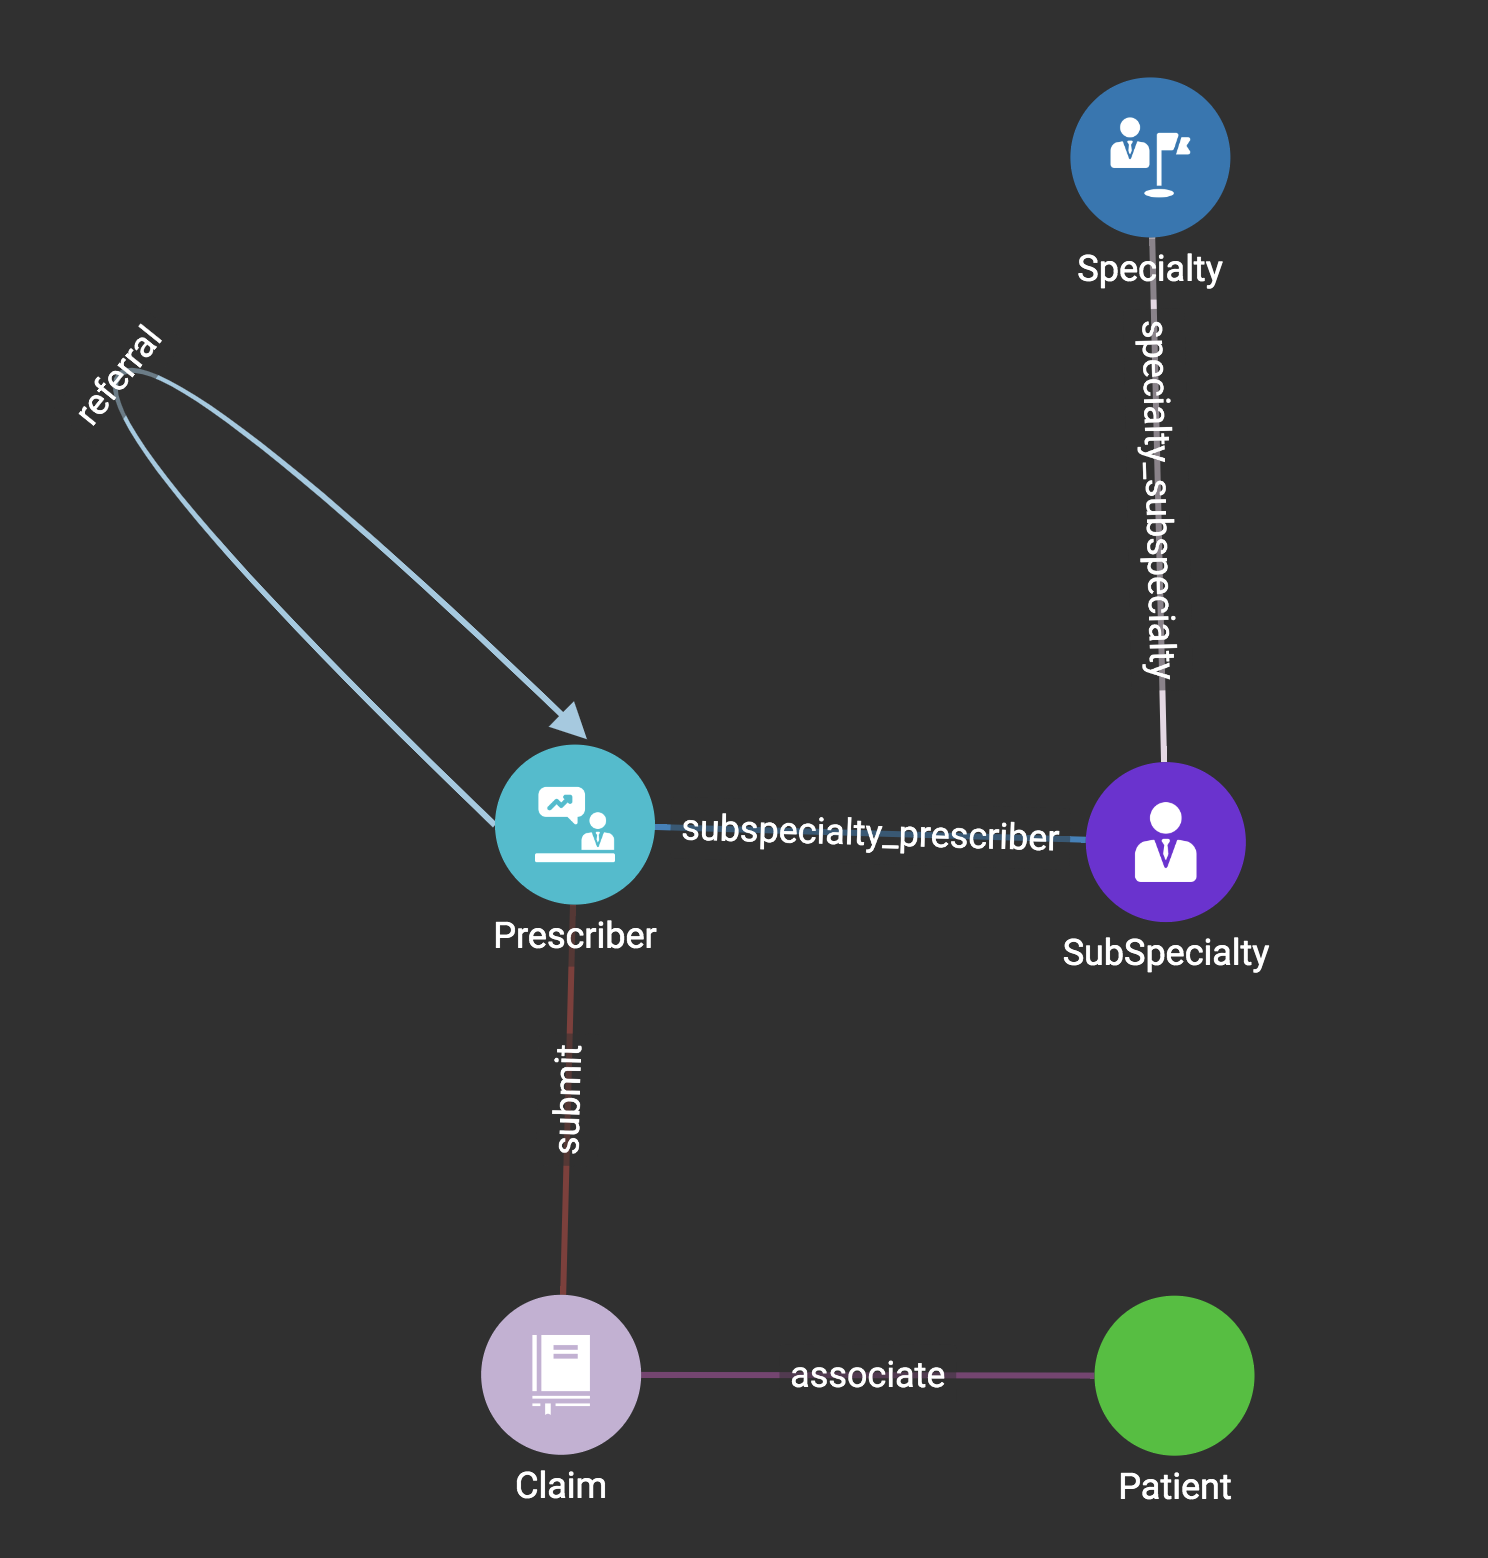 Specialty
referral
specialty_subspecialty
subspecialty_prescriber
Prescriber
SubSpecialty
submit
associate
Claim
Patient